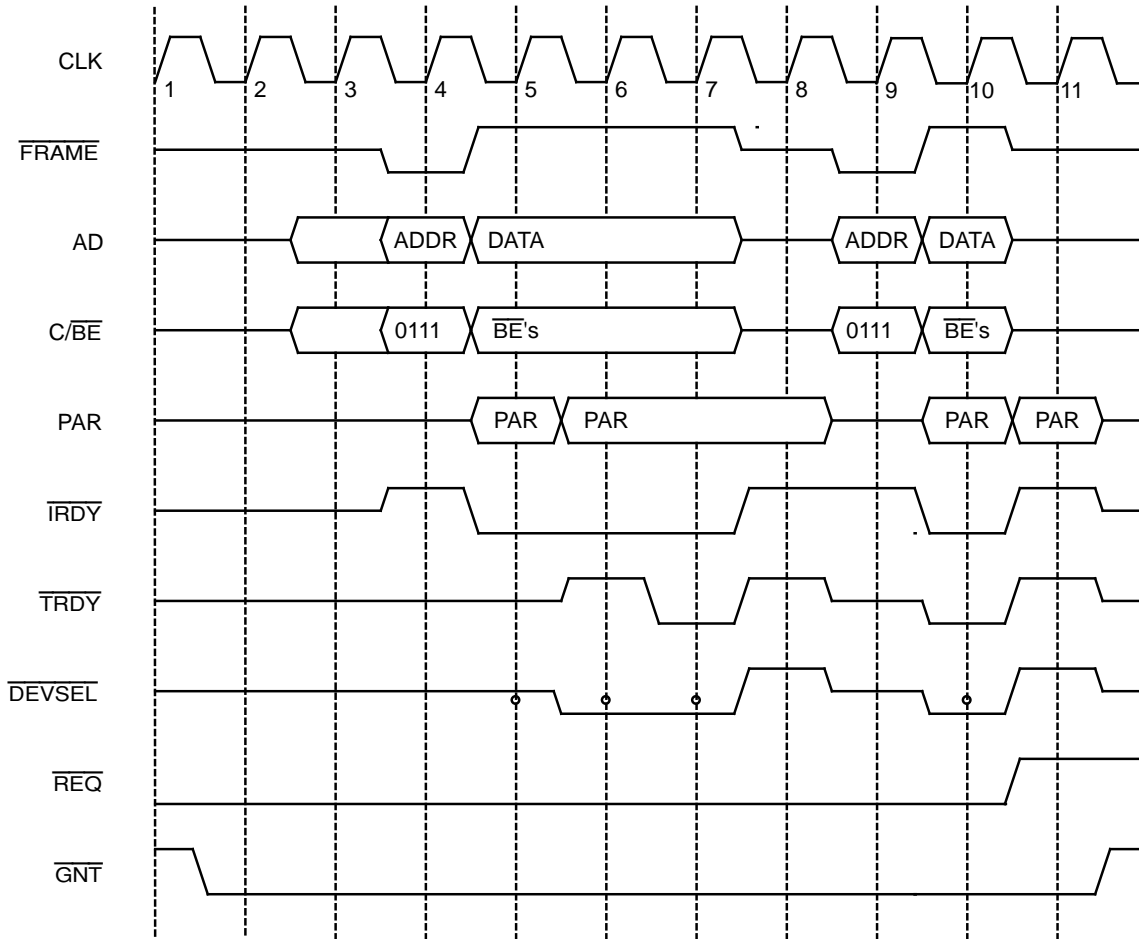 CLK
1 2 3 4 5 6 7 8 9 10 11
FRAME
AD ADDR DATA ADDR DATA
C/BE 0111 BE's 0111 BE's
PAR PAR PAR PAR PAR
IRDY
TRDY
DEVSEL
REQ
GNT